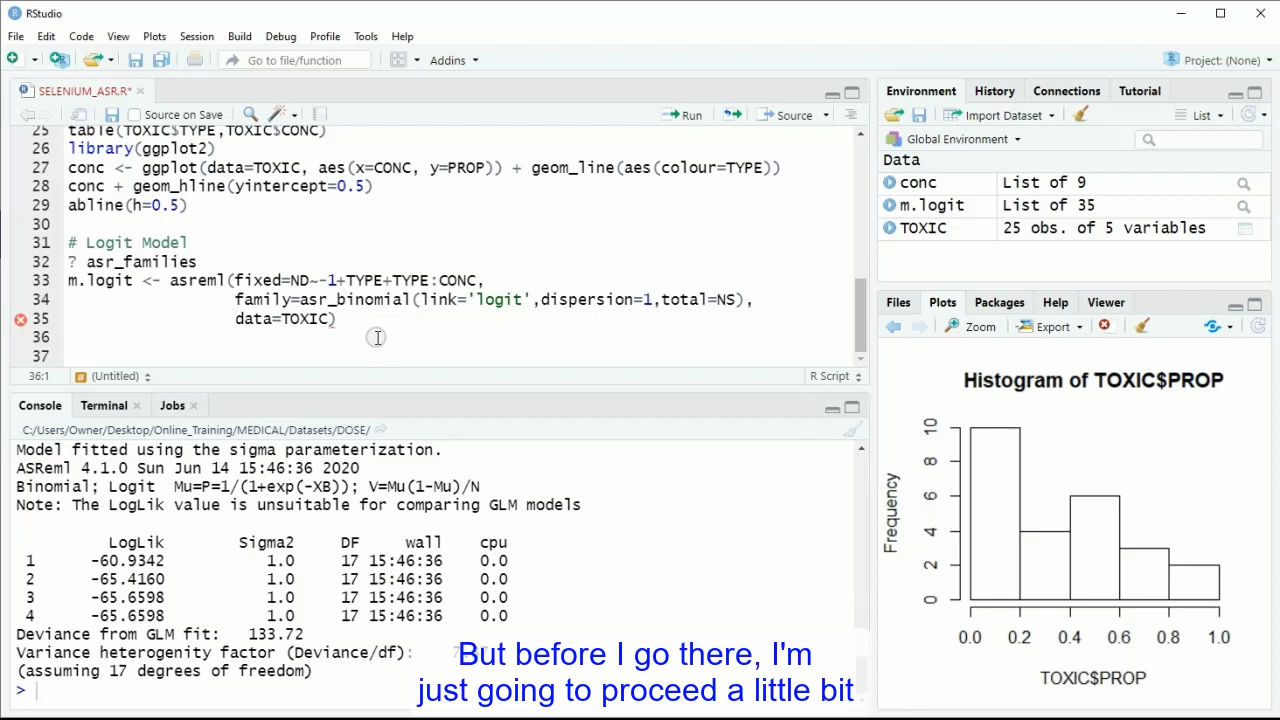 RStudio
File Edit Code View Plots Session Build Debug Profile Tools Help
Go to file/function
Addins
Project: (None)
SELENIUM_ASR.R*
Source on Save
Run
Source
25 table(TOXIC$TYPE,TOXIC$CONC)
26 library(ggplot2)
27 conc <- ggplot(data=TOXIC, aes(x=CONC, y=PROP)) + geom_line(aes(colour=TYPE))
28 conc + geom_hline(yintercept=0.5)
29 abline(h=0.5)
30
31 # Logit Model
32 ? asr_families
33 m.logit <- asreml(fixed=ND~-1+TYPE+TYPE:CONC,
34 family=asr_binomial(link='logit',dispersion=1,total=NS),
35 data=TOXIC)
36
37
36:1 # (Untitled) R Script
Console Terminal Jobs
C:/Users/Owner/Desktop/Online_Training/MEDICAL/Datasets/DOSE/
Model fitted using the sigma parameterization.
ASReml 4.1.0 Sun Jun 14 15:46:36 2020
Binomial; Logit Mu=P=1/(1+exp(-XB)); V=Mu(1-Mu)/N
Note: The LogLik value is unsuitable for comparing GLM models
LogLik Sigma2 DF wall cpu
1 -60.9342 1.0 17 15:46:36 0.0
2 -65.4160 1.0 17 15:46:36 0.0
3 -65.6598 1.0 17 15:46:36 0.0
4 -65.6598 1.0 17 15:46:36 0.0
Deviance from GLM fit: 133.72
Variance heterogenity factor (Deviance/df):
(assuming 17 degrees of freedom)
>
Environment History Connections Tutorial
Import Dataset List
Global Environment
Data
conc List of 9
m.logit List of 35
TOXIC 25 obs. of 5 variables
Files Plots Packages Help Viewer
Zoom Export
Histogram of TOXIC$PROP
Frequency
10
8
6
4
2
0
0.0 0.2 0.4 0.6 0.8 1.0
TOXIC$PROP
But before I go there, I'm
just going to proceed a little bit